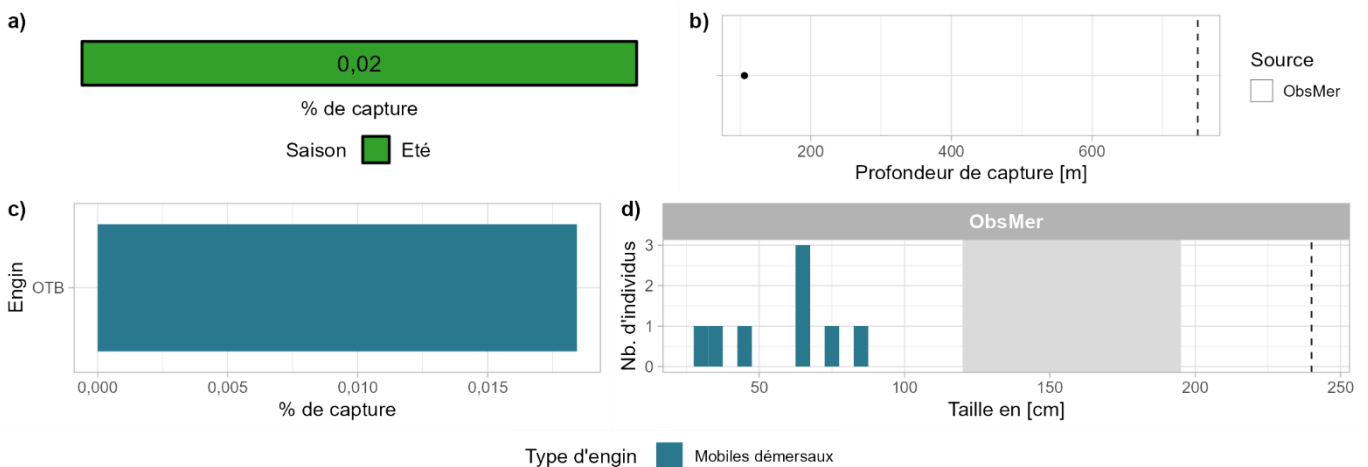 a)
0,02
% de capture
Saison Eté
b)
200 400 600
Profondeur de capture [m]
Source
ObsMer
c)
Engin
OTB
0,000 0,005 0,010 0,015
% de capture
d)
ObsMer
Nb. d'individus
3
2
1
0
50 100 150 200 250
Taille en [cm]
Type d'engin Mobiles démersaux